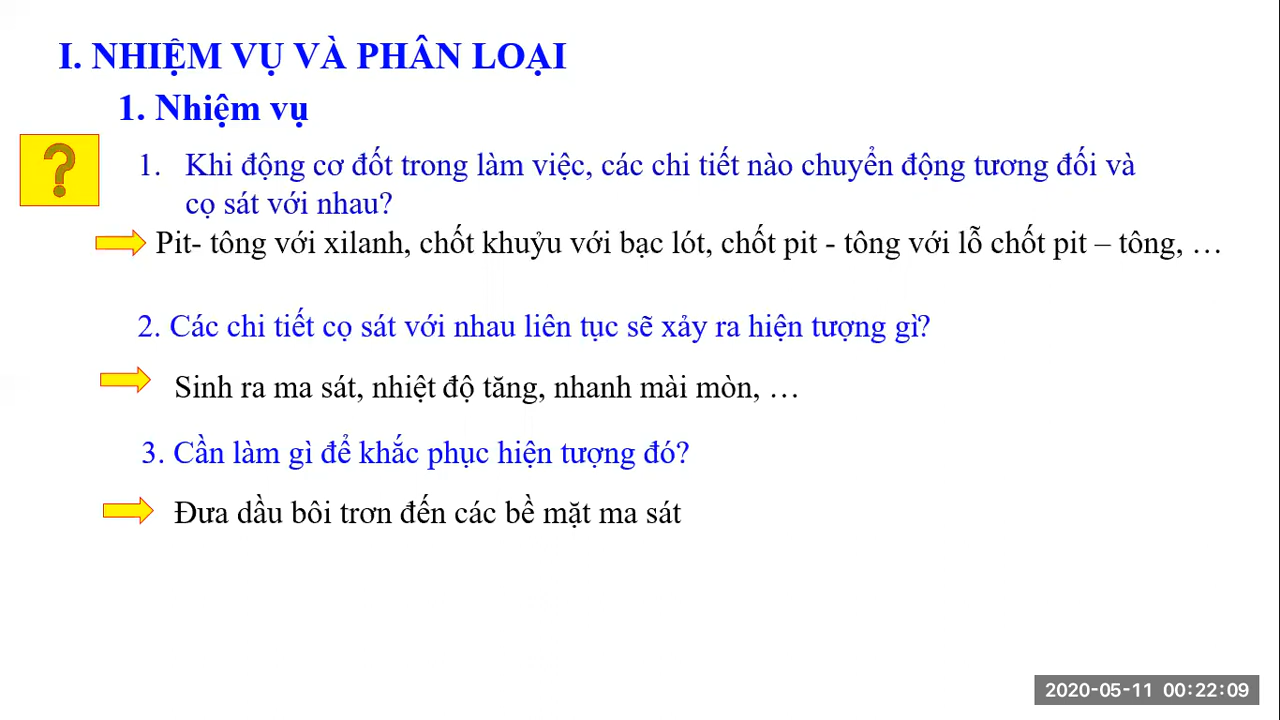 I. NHIỆM VỤ VÀ PHÂN LOẠI
1. Nhiệm vụ
?
1. Khi động cơ đốt trong làm việc, các chi tiết nào chuyển động tương đối và
cọ sát với nhau?
Pit- tông với xilanh, chốt khuỷu với bạc lót, chốt pit - tông với lỗ chốt pit – tông, …
2. Các chi tiết cọ sát với nhau liên tục sẽ xảy ra hiện tượng gì?
Sinh ra ma sát, nhiệt độ tăng, nhanh mài mòn, …
3. Cần làm gì để khắc phục hiện tượng đó?
Đưa dầu bôi trơn đến các bề mặt ma sát
2020-05-11 00:22:09